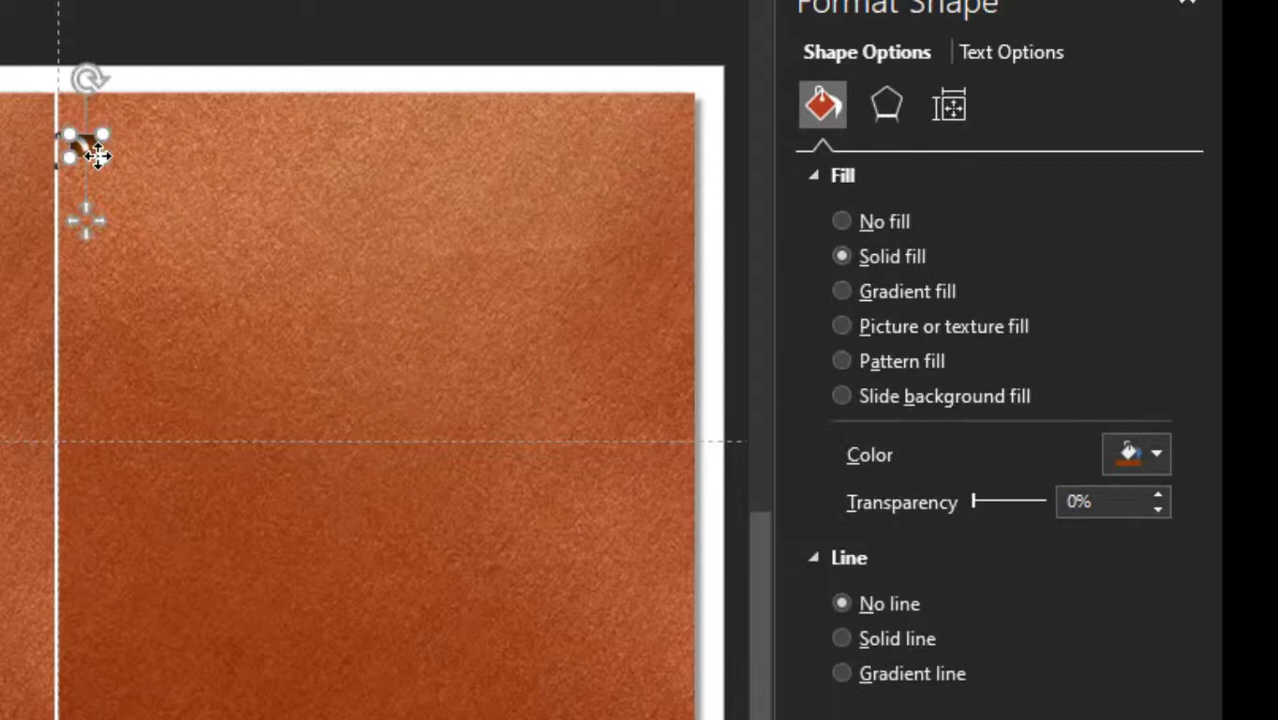 Format Shape
Shape Options Text Options
Fill
No fill
Solid fill
Gradient fill
Picture or texture fill
Pattern fill
Slide background fill
Color
Transparency 0%
Line
No line
Solid line
Gradient line